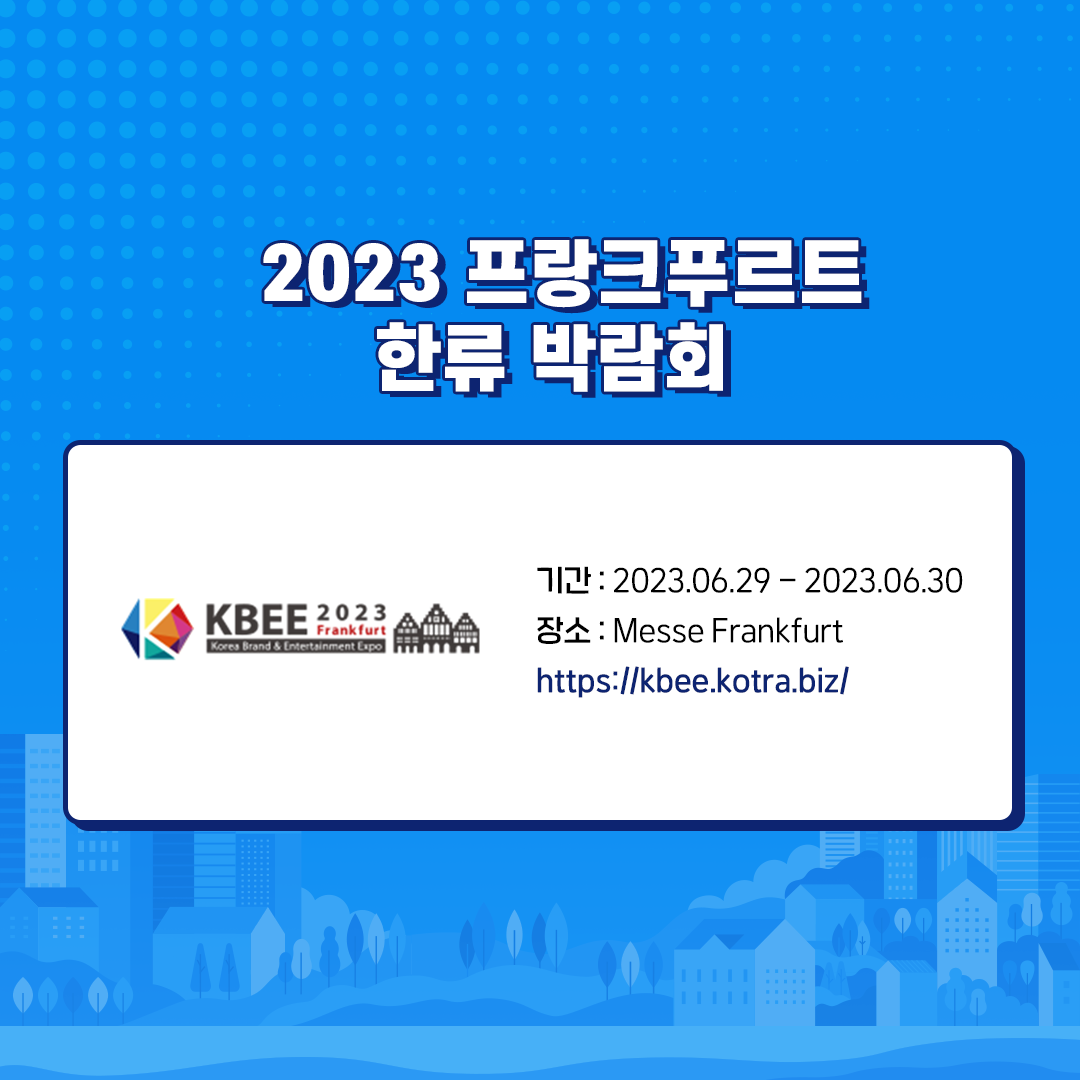 2023 프랑크푸르트
한류 박람회
KBEE 2023
Frankfurt
Korea Brand & Entertainment Expo
기간 : 2023.06.29 – 2023.06.30
장소 : Messe Frankfurt
https://kbee.kotra.biz/